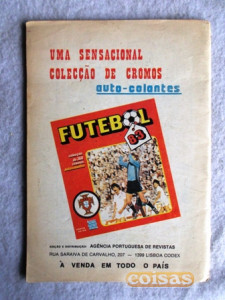 UMA SENSACIONAL
COLECÇÃO DE CROMOS
auto-colantes
FUTEBOL
89
EDIÇÃO E DISTRIBUIÇÃO: AGÊNCIA PORTUGUESA DE REVISTAS
RUA SARAIVA DE CARVALHO, 207 — 1399 LISBOA CODEX
À VENDA EM TODO O PAÍS
coisas